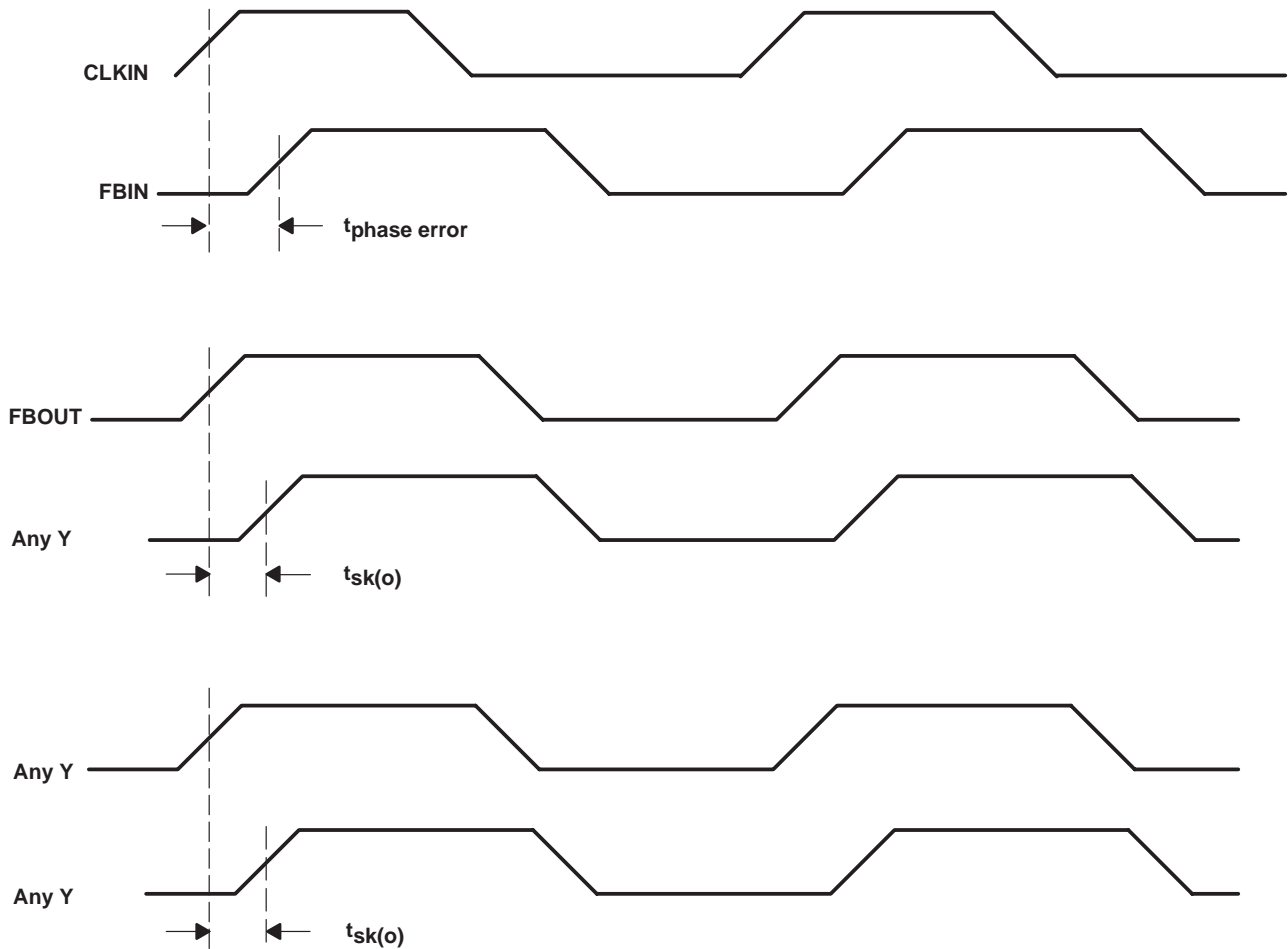 CLKIN
FBIN
tphase error
FBOUT
Any Y
tsk(o)
Any Y
Any Y
tsk(o)